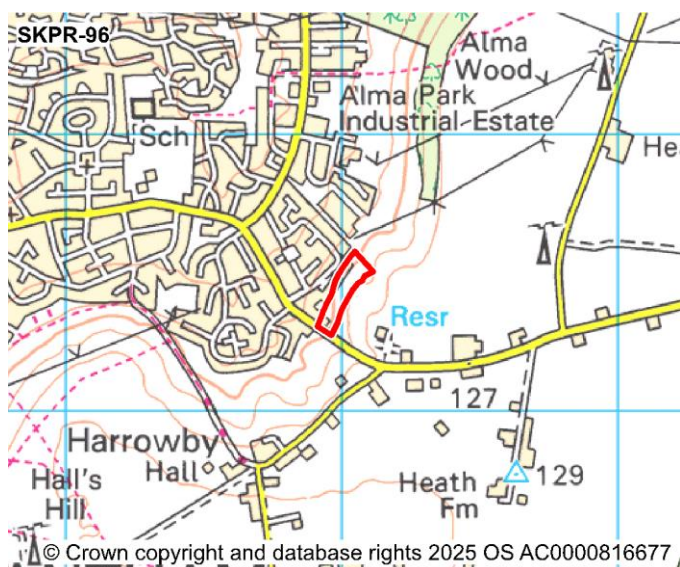 SKPR-96
Alma
Wood
Alma Park
Industrial Estate
Sch
Hea
Resr
127
Harrowby
Hall
Hall's
Hill
Heath
Fm
129
© Crown copyright and database rights 2025 OS AC0000816677